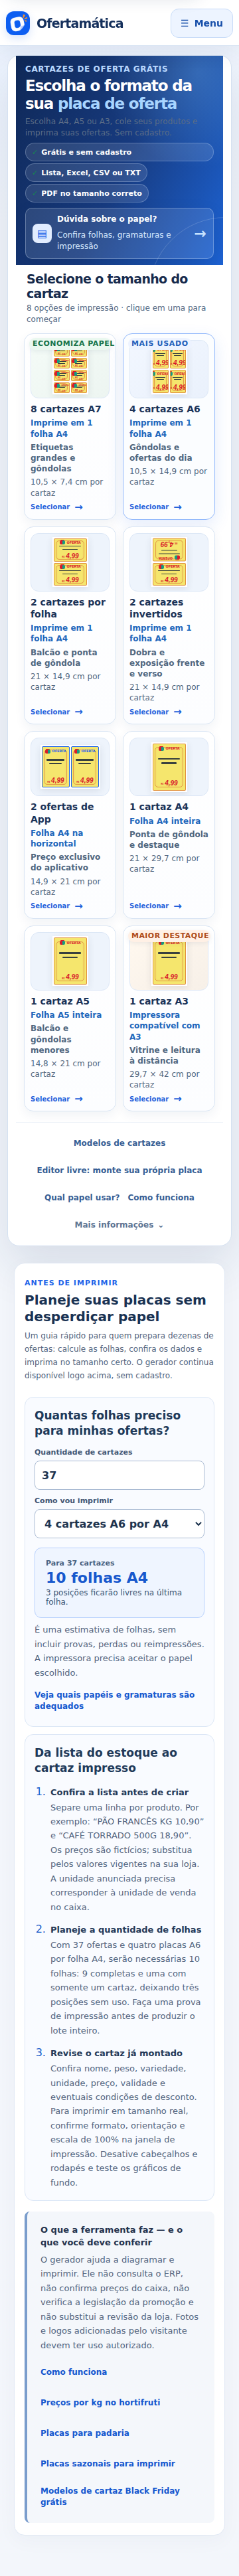 Ofertamática
☰ Menu
CARTAZES DE OFERTA GRÁTIS
Escolha o formato da
sua placa de oferta
Escolha A4, A5 ou A3, cole seus produtos e
imprima suas ofertas. Sem cadastro.
Grátis e sem cadastro
Lista, Excel, CSV ou TXT
PDF no tamanho correto
Dúvida sobre o papel?
Confira folhas, gramaturas e
impressão
→
Selecione o tamanho do
cartaz
8 opções de impressão · clique em uma para
começar
ECONOMIZA PAPEL
8 cartazes A7
Imprime em 1
folha A4
Etiquetas
grandes e
gôndolas
10,5 × 7,4 cm por
cartaz
Selecionar →
MAIS USADO
4 cartazes A6
Imprime em 1
folha A4
Gôndolas e
ofertas do dia
10,5 × 14,9 cm por
cartaz
Selecionar →
2 cartazes por
folha
Imprime em 1
folha A4
Balcão e ponta
de gôndola
21 × 14,9 cm por
cartaz
Selecionar →
2 cartazes
invertidos
Imprime em 1
folha A4
Dobra e
exposição frente
e verso
21 × 14,9 cm por
cartaz
Selecionar →
2 ofertas de
App
Folha A4 na
horizontal
Preço exclusivo
do aplicativo
14,9 × 21 cm por
cartaz
Selecionar →
1 cartaz A4
Folha A4 inteira
Ponta de gôndola
e destaque
21 × 29,7 cm por
cartaz
Selecionar →
1 cartaz A5
Folha A5 inteira
Balcão e
gôndolas
menores
14,8 × 21 cm por
cartaz
Selecionar →
MAIOR DESTAQUE
1 cartaz A3
Impressora
compatível com
A3
Vitrine e leitura
à distância
29,7 × 42 cm por
cartaz
Selecionar →
Modelos de cartazes
Editor livre: monte sua própria placa
Qual papel usar? Como funciona
Mais informações ⌄
ANTES DE IMPRIMIR
Planeje suas placas sem
desperdiçar papel
Um guia rápido para quem prepara dezenas de
ofertas: calcule as folhas, confira os dados e
imprima no tamanho certo. O gerador continua
disponível logo acima, sem cadastro.
Quantas folhas preciso
para minhas ofertas?
Quantidade de cartazes
37
Como vou imprimir
4 cartazes A6 por A4
Para 37 cartazes
10 folhas A4
3 posições ficarão livres na última
folha.
É uma estimativa de folhas, sem
incluir provas, perdas ou reimpressões.
A impressora precisa aceitar o papel
escolhido.
Veja quais papéis e gramaturas são
adequados
Da lista do estoque ao
cartaz impresso
1. Confira a lista antes de criar
Separe uma linha por produto. Por
exemplo: “PÃO FRANCÊS KG 10,90”
e “CAFÉ TORRADO 500G 18,90”.
Os preços são fictícios; substitua
pelos valores vigentes na sua loja.
A unidade anunciada precisa
corresponder à unidade de venda
no caixa.
2. Planeje a quantidade de folhas
Com 37 ofertas e quatro placas A6
por folha A4, serão necessárias 10
folhas: 9 completas e uma com
somente um cartaz, deixando três
posições sem uso. Faça uma prova
de impressão antes de produzir o
lote inteiro.
3. Revise o cartaz já montado
Confira nome, peso, variedade,
unidade, preço, validade e
eventuais condições de desconto.
Para imprimir em tamanho real,
confirme formato, orientação e
escala de 100% na janela de
impressão. Desative cabeçalhos e
rodapés e teste os gráficos de
fundo.
O que a ferramenta faz — e o
que você deve conferir
O gerador ajuda a diagramar e
imprimir. Ele não consulta o ERP,
não confirma preços do caixa, não
verifica a legislação da promoção e
não substitui a revisão da loja. Fotos
e logos adicionadas pelo visitante
devem ter uso autorizado.
Como funciona
Preços por kg no hortifruti
Placas para padaria
Placas sazonais para imprimir
Modelos de cartaz Black Friday
grátis